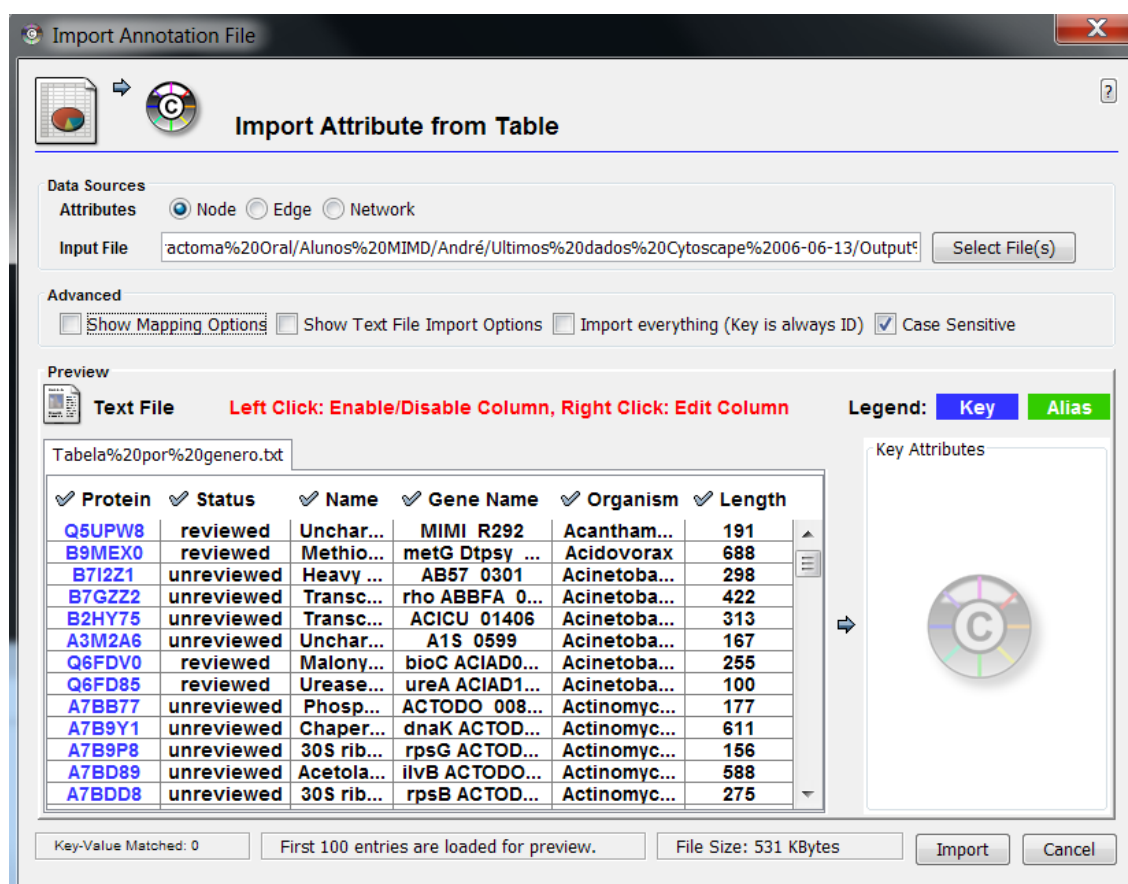 Import Annotation File
Import Attribute from Table
?
Data Sources
Attributes Node Edge Network
Input File actoma%20Oral/Alunos%20MIMD/André/Ultimos%20dados%20Cytoscape%2006-06-13/Output% Select File(s)
Advanced
Show Mapping Options Show Text File Import Options Import everything (Key is always ID) Case Sensitive
Preview
Text File Left Click: Enable/Disable Column, Right Click: Edit Column Legend: Key Alias
Tabela%20por%20genero.txt Key Attributes
Protein Status Name Gene Name Organism Length
Q5UPW8 reviewed Unchar... MIMI R292 Acantham... 191
B9MEX0 reviewed Methio... metG Dtpsy ... Acidovorax 688
B7I2Z1 unreviewed Heavy ... AB57 0301 Acinetoba... 298
B7GZZ2 unreviewed Transc... rho ABBFA 0... Acinetoba... 422
B2HY75 unreviewed Transc... ACICU 01406 Acinetoba... 313
A3M2A6 unreviewed Unchar... A1S 0599 Acinetoba... 167
Q6FDV0 reviewed Malony... bioC ACIAD0... Acinetoba... 255
Q6FD85 reviewed Urease... ureA ACIAD1... Acinetoba... 100
A7BB77 unreviewed Phosp... ACTODO 008... Actinomyc... 177
A7B9Y1 unreviewed Chaper... dnaK ACTOD... Actinomyc... 611
A7B9P8 unreviewed 30S rib... rpsG ACTOD... Actinomyc... 156
A7BD89 unreviewed Acetola... ilvB ACTODO... Actinomyc... 588
A7BDD8 unreviewed 30S rib... rpsB ACTOD... Actinomyc... 275
C
Key-Value Matched: 0 First 100 entries are loaded for preview. File Size: 531 KBytes Import Cancel